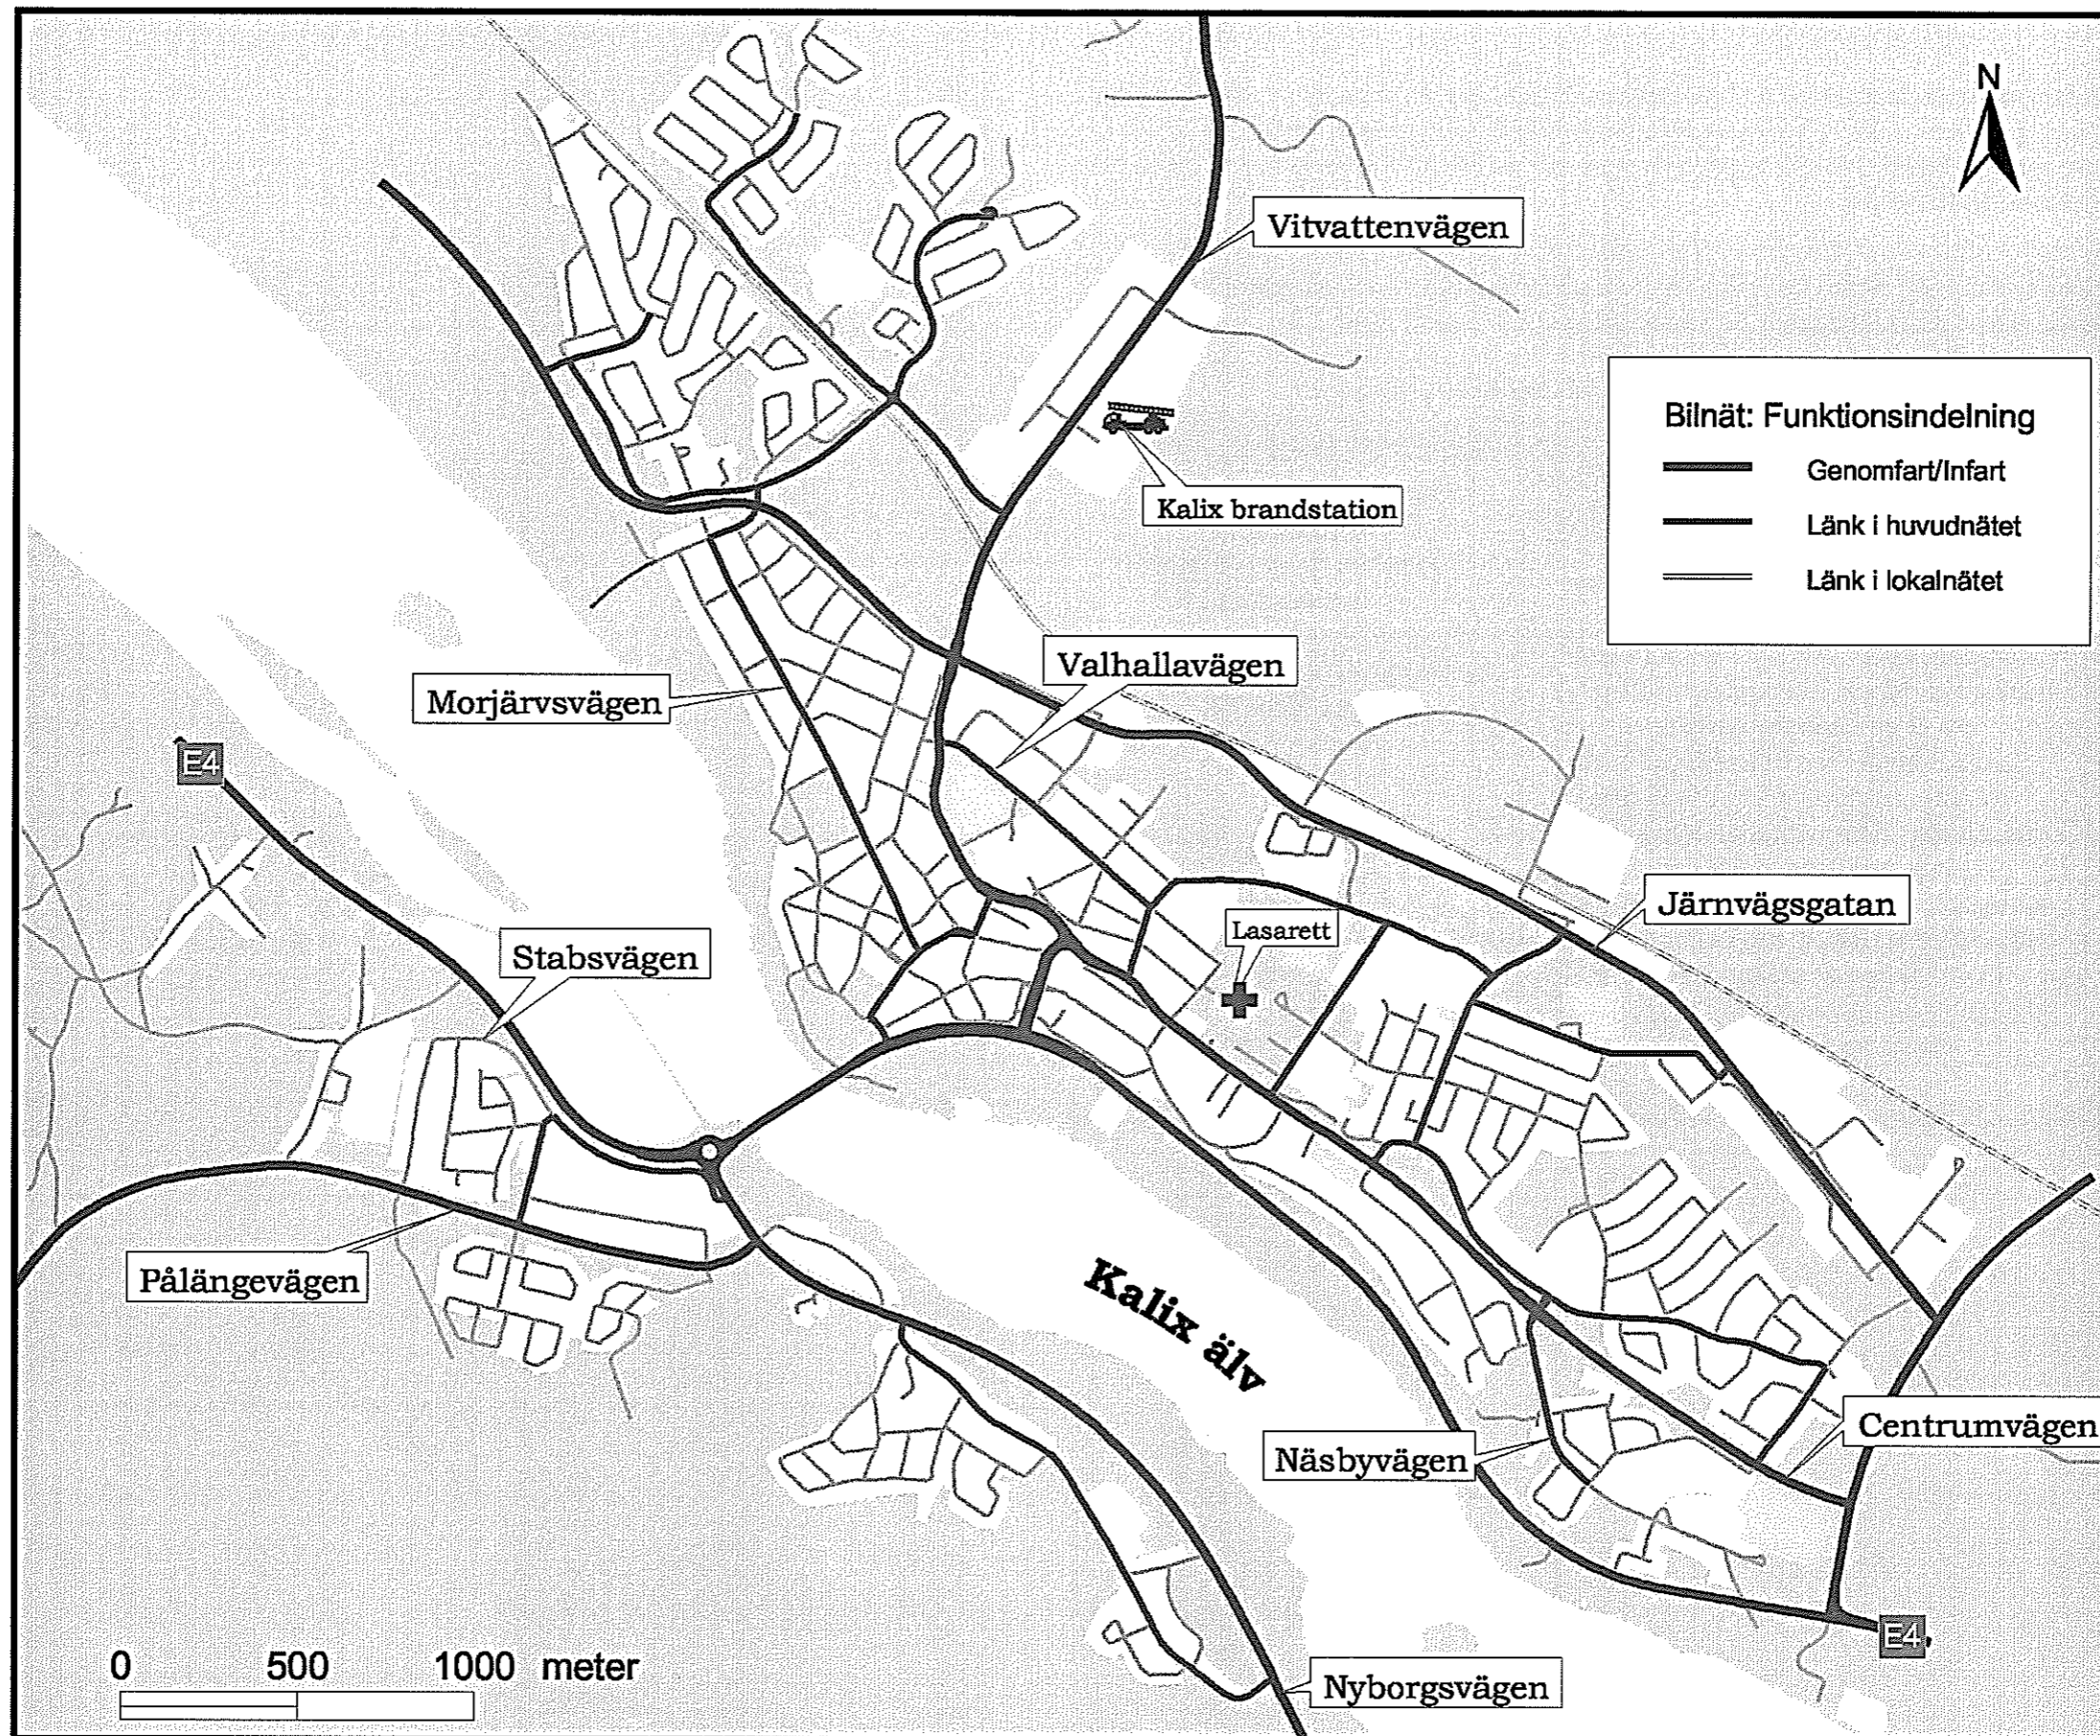 N
Vitvattenvägen
Bilnät: Funktionsindelning
Genomfart/Infart
Länk i huvudnätet
Länk i lokalnätet
Kalix brandstation
Valhallavägen
Morjärvsvägen
E4
Järnvägsgatan
Lasarett
Stabsvägen
Pålängevägen
Kalix älv
Centrumvägen
Näsbyvägen
E4
0 500 1000 meter
Nyborgsvägen